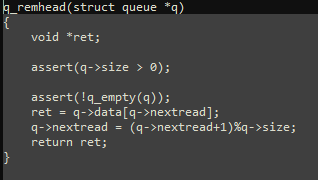 q_remhead(struct queue *q)
{
    void *ret;

    assert(q->size > 0);

    assert(!q_empty(q));
    ret = q->data[q->nextread];
    q->nextread = (q->nextread+1)%q->size;
    return ret;
}